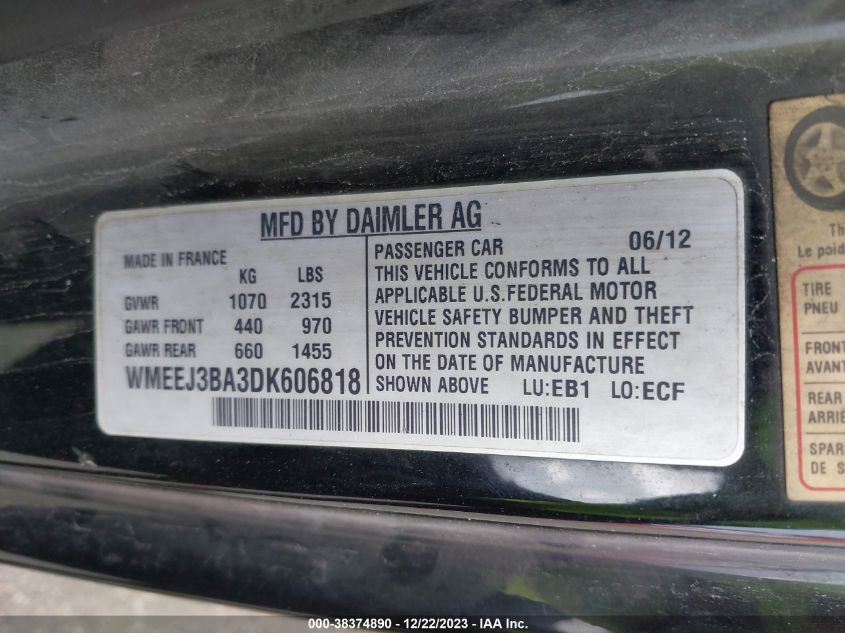 MFD BY DAIMLER AG
MADE IN FRANCE
KG LBS
GVWR 1070 2315
GAWR FRONT 440 970
GAWR REAR 660 1455
WMEEJ3BA3DK606818
PASSENGER CAR 06/12
THIS VEHICLE CONFORMS TO ALL
APPLICABLE U.S.FEDERAL MOTOR
VEHICLE SAFETY BUMPER AND THEFT
PREVENTION STANDARDS IN EFFECT
ON THE DATE OF MANUFACTURE
SHOWN ABOVE LU:EB1 LO:ECF
Th
Le poid
TIRE
PNEU
FRONT
AVANT
REAR
ARRIÈ
SPAR
DE S
000-38374890 - 12/22/2023 - IAA Inc.